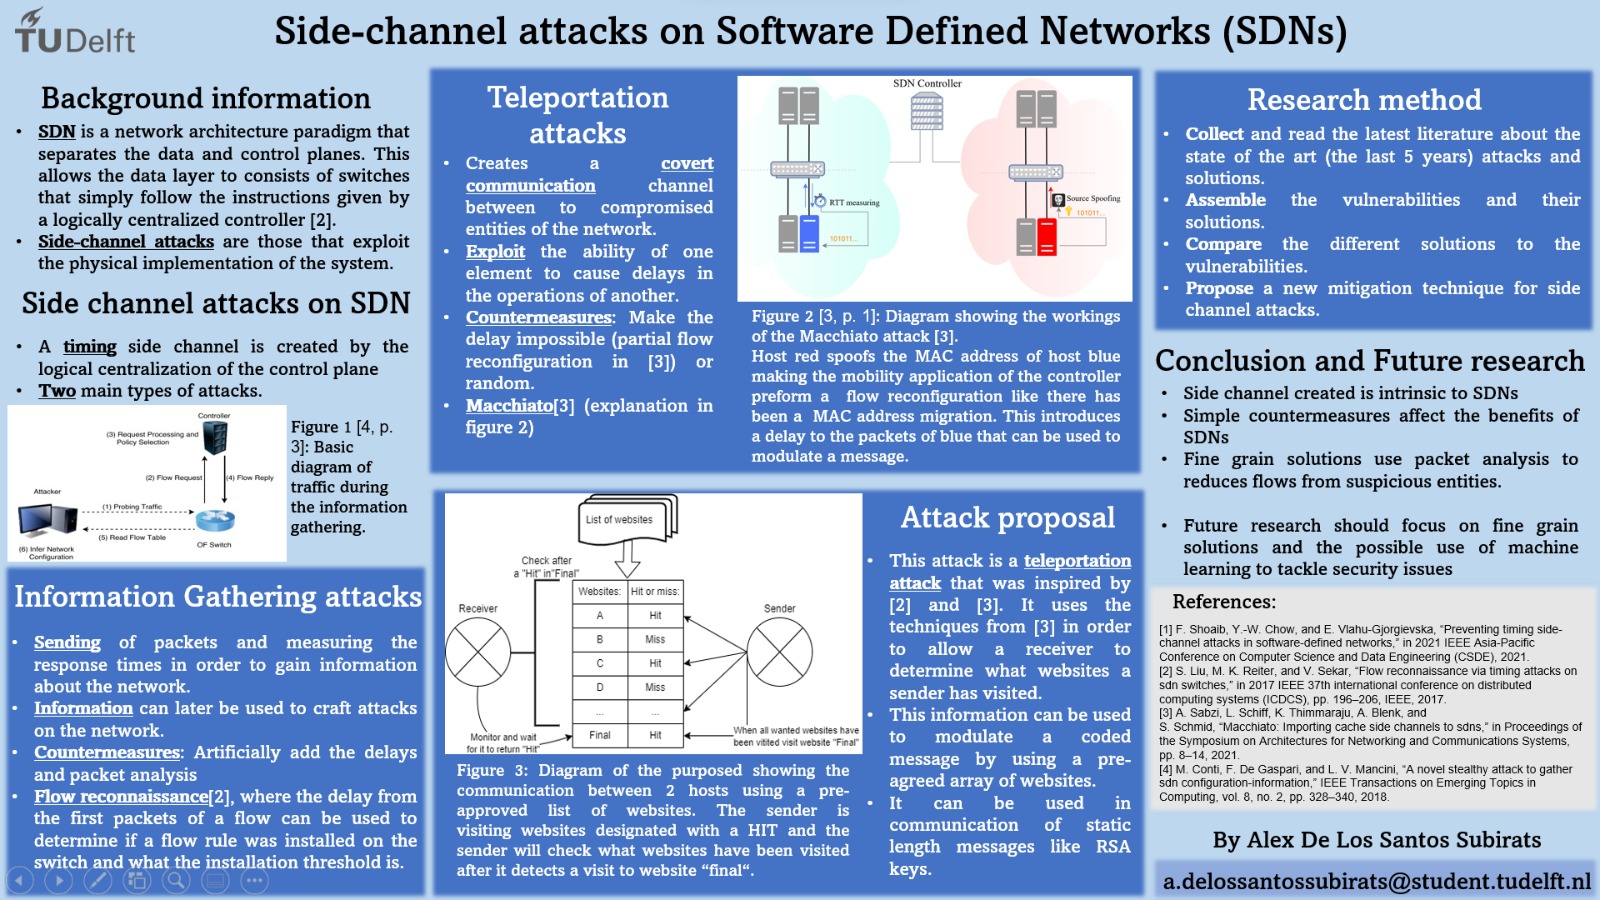 TUDelft
Side-channel attacks on Software Defined Networks (SDNs)
Background information
• SDN is a network architecture paradigm that
separates the data and control planes. This
allows the data layer to consists of switches
that simply follow the instructions given by
a logically centralized controller [2].
• Side-channel attacks are those that exploit
the physical implementation of the system.
Side channel attacks on SDN
• A timing side channel is created by the
logical centralization of the control plane
• Two main types of attacks.
Controller
(3) Request Processing and
Policy Selection
(2) Flow Request
(4) Flow Reply
Attacker
(1) Probing Traffic
(5) Read Flow Table
OF Switch
(6) Infer Network
Configuration
Figure 1 [4, p.
3]: Basic
diagram of
traffic during
the information
gathering.
Information Gathering attacks
• Sending of packets and measuring the
response times in order to gain information
about the network.
• Information can later be used to craft attacks
on the network.
• Countermeasures: Artificially add the delays
and packet analysis
• Flow reconnaissance[2], where the delay from
the first packets of a flow can be used to
determine if a flow rule was installed on the
switch and what the installation threshold is.
Teleportation
attacks
• Creates a covert
communication channel
between to compromised
entities of the network.
• Exploit the ability of one
element to cause delays in
the operations of another.
• Countermeasures: Make the
delay impossible (partial flow
reconfiguration in [3]) or
random.
• Macchiato[3] (explanation in
figure 2)
SDN Controller
RTT measuring
101011...
Source Spoofing
101011...
Figure 2 [3, p. 1]: Diagram showing the workings
of the Macchiato attack [3].
Host red spoofs the MAC address of host blue
making the mobility application of the controller
preform a flow reconfiguration like there has
been a MAC address migration. This introduces
a delay to the packets of blue that can be used to
modulate a message.
List of websites
Check after
a "Hit" in"Final"
Websites: Hit or miss:
Receiver
Sender
A Hit
B Miss
C Hit
D Miss
... ...
Final Hit
Monitor and wait
for it to return "Hit"
When all wanted websites have
been vitited visit website "Final"
Figure 3: Diagram of the purposed showing the
communication between 2 hosts using a pre-
approved list of websites. The sender is
visiting websites designated with a HIT and the
sender will check what websites have been visited
after it detects a visit to website “final“.
Attack proposal
• This attack is a teleportation
attack that was inspired by
[2] and [3]. It uses the
techniques from [3] in order
to allow a receiver to
determine what websites a
sender has visited.
• This information can be used
to modulate a coded
message by using a pre-
agreed array of websites.
• It can be used in
communication of static
length messages like RSA
keys.
Research method
• Collect and read the latest literature about the
state of the art (the last 5 years) attacks and
solutions.
• Assemble the vulnerabilities and their
solutions.
• Compare the different solutions to the
vulnerabilities.
• Propose a new mitigation technique for side
channel attacks.
Conclusion and Future research
• Side channel created is intrinsic to SDNs
• Simple countermeasures affect the benefits of
SDNs
• Fine grain solutions use packet analysis to
reduces flows from suspicious entities.
• Future research should focus on fine grain
solutions and the possible use of machine
learning to tackle security issues
References:
[1] F. Shoaib, Y.-W. Chow, and E. Vlahu-Gjorgievska, “Preventing timing side-
channel attacks in software-defined networks,” in 2021 IEEE Asia-Pacific
Conference on Computer Science and Data Engineering (CSDE), 2021.
[2] S. Liu, M. K. Reiter, and V. Sekar, “Flow reconnaissance via timing attacks on
sdn switches,” in 2017 IEEE 37th international conference on distributed
computing systems (ICDCS), pp. 196–206, IEEE, 2017.
[3] A. Sabzi, L. Schiff, K. Thimmaraju, A. Blenk, and
S. Schmid, “Macchiato: Importing cache side channels to sdns,” in Proceedings of
the Symposium on Architectures for Networking and Communications Systems,
pp. 8–14, 2021.
[4] M. Conti, F. De Gaspari, and L. V. Mancini, “A novel stealthy attack to gather
sdn configuration-information,” IEEE Transactions on Emerging Topics in
Computing, vol. 8, no. 2, pp. 328–340, 2018.
By Alex De Los Santos Subirats
a.delossantossubirats@student.tudelft.nl